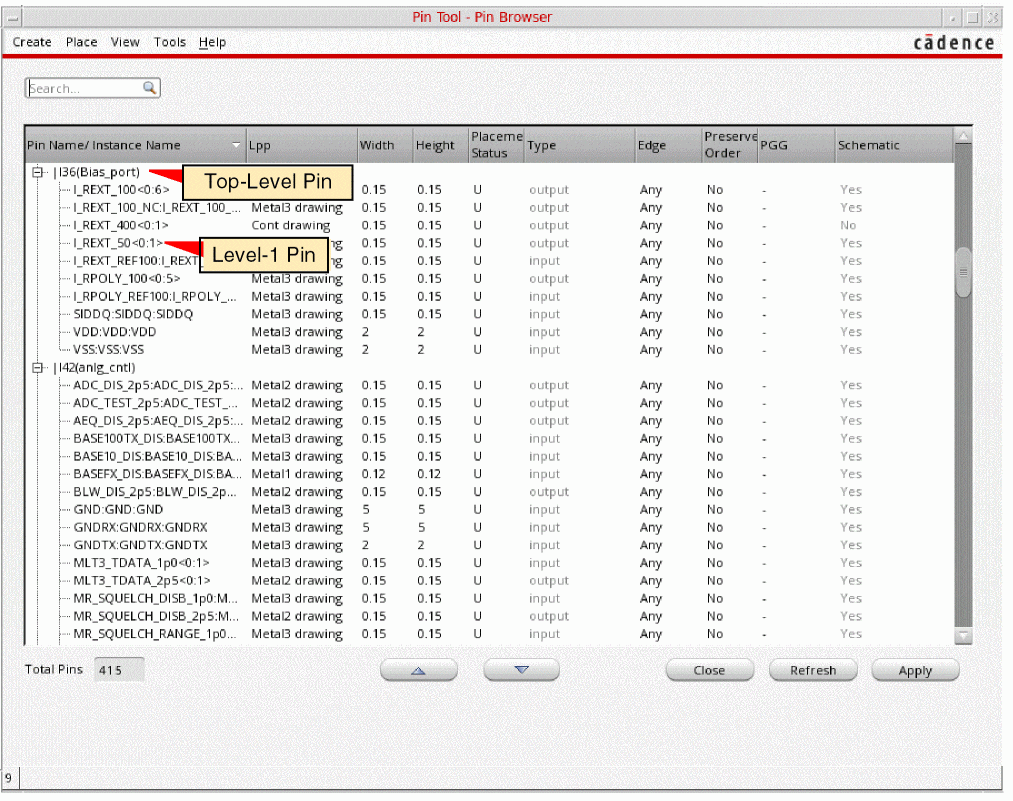 Pin Tool - Pin Browser
Create Place View Tools Help
cādence
Search...
Pin Name/ Instance Name Lpp Width Height Placeme Status Type Edge Preserve Order PGG Schematic
|I36(Bias_port)
Top-Level Pin
I_REXT_100<0:6> 0.15 0.15 U output Any No - Yes
I_REXT_100_NC:I_REXT_100_... Metal3 drawing 0.15 0.15 U output Any No - Yes
I_REXT_400<0:1> Cont drawing 0.15 0.15 U output Any No - No
I_REXT_50<0:1> 0.15 0.15 U output Any No - Yes
Level-1 Pin
I_REXT_REF100:I_REXT 0.15 0.15 U input Any No - Yes
I_RPOLY_100<0:5> Metal3 drawing 0.15 0.15 U output Any No - Yes
I_RPOLY_REF100:I_RPOLY_... Metal3 drawing 0.15 0.15 U input Any No - Yes
SIDDQ:SIDDQ:SIDDQ Metal3 drawing 0.15 0.15 U input Any No - Yes
VDD:VDD:VDD Metal3 drawing 2 2 U input Any No - Yes
VSS:VSS:VSS Metal3 drawing 2 2 U input Any No - Yes
|I42(anlg_cntl)
ADC_DIS_2p5:ADC_DIS_2p5:... Metal2 drawing 0.15 0.15 U output Any No - Yes
ADC_TEST_2p5:ADC_TEST_... Metal2 drawing 0.15 0.15 U output Any No - Yes
AEQ_DIS_2p5:AEQ_DIS_2p5:... Metal2 drawing 0.15 0.15 U output Any No - Yes
BASE100TX_DIS:BASE100TX... Metal3 drawing 0.15 0.15 U input Any No - Yes
BASE10_DIS:BASE10_DIS:BA... Metal3 drawing 0.15 0.15 U input Any No - Yes
BASEFX_DIS:BASEFX_DIS:BA... Metal1 drawing 0.12 0.12 U input Any No - Yes
BLW_DIS_2p5:BLW_DIS_2p... Metal2 drawing 0.15 0.15 U output Any No - Yes
GND:GND:GND Metal3 drawing 5 5 U input Any No - Yes
GNDRX:GNDRX:GNDRX Metal3 drawing 5 5 U input Any No - Yes
GNDTX:GNDTX:GNDTX Metal3 drawing 2 2 U input Any No - Yes
MLT3_TDATA_1p0<0:1> Metal3 drawing 0.15 0.15 U input Any No - Yes
MLT3_TDATA_2p5<0:1> Metal2 drawing 0.15 0.15 U output Any No - Yes
MR_SQUELCH_DISB_1p0:M... Metal3 drawing 0.15 0.15 U input Any No - Yes
MR_SQUELCH_DISB_2p5:M... Metal2 drawing 0.15 0.15 U output Any No - Yes
MR_SQUELCH_RANGE_1p0... Metal3 drawing 0.15 0.15 U input Any No - Yes
Total Pins 415 Close Refresh Apply
9